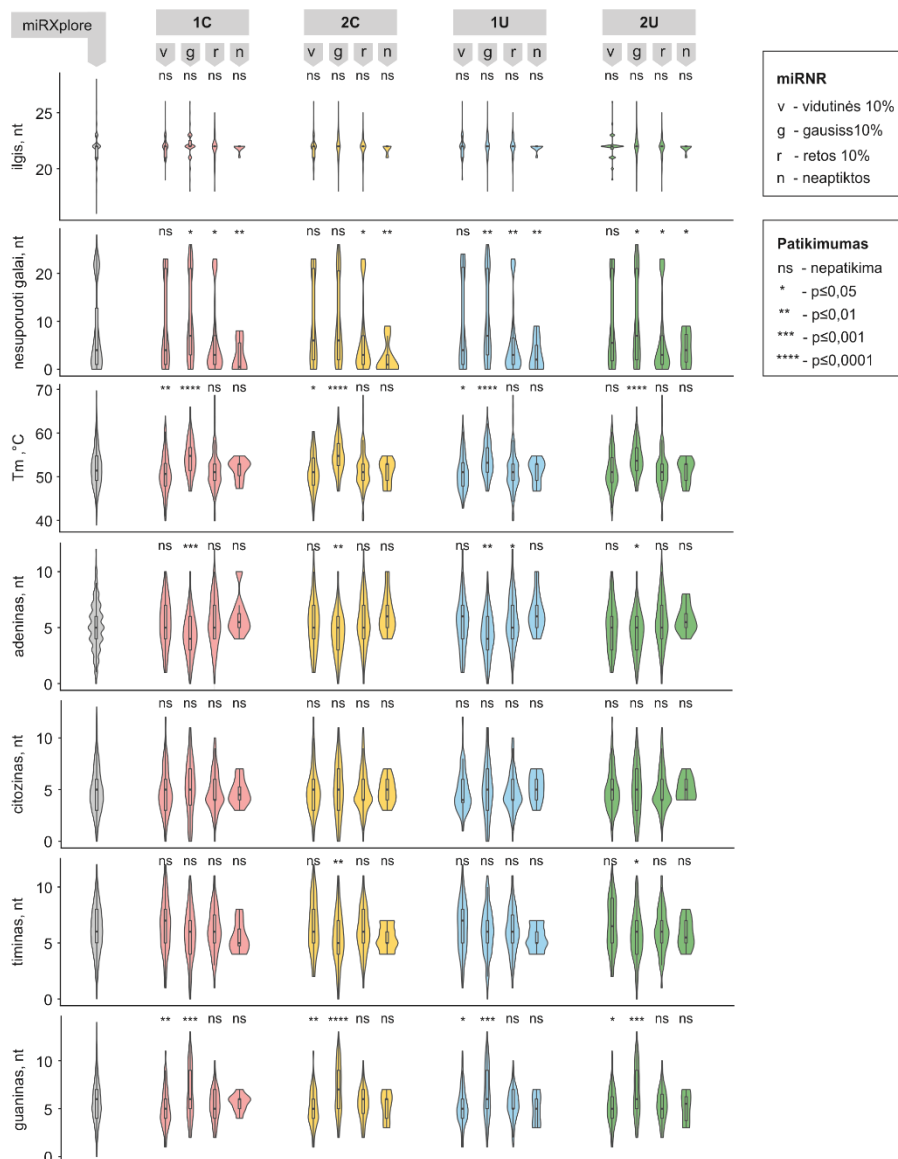 miRXplore
1C 2C 1U 2U
v g r n v g r n v g r n v g r n
ns ns ns ns ns ns ns ns ns ns ns ns ns ns ns ns
ilgis, nt
25
20
ns * * ** ns ns * ** ns ** ** ** ns * * *
nesuporuoti galai, nt
20
10
0
** **** ns ns * **** ns ns * **** ns ns ns **** ns ns
Tm ,°C
70
60
50
40
ns *** ns ns ns ** ns ns ns ** * ns ns * ns ns
adeninas, nt
10
5
0
ns ns ns ns ns ns ns ns ns ns ns ns ns ns ns ns
citozinas, nt
10
5
0
ns ns ns ns ns ** ns ns ns ns ns ns ns * ns ns
timinas, nt
10
5
0
** *** ns ns ** **** ns ns * *** ns ns * *** ns ns
guaninas, nt
10
5
0
miRNR
v - vidutinės 10%
g - gausiss10%
r - retos 10%
n - neaptiktos
Patikimumas
ns - nepatikima
* - p≤0,05
** - p≤0,01
*** - p≤0,001
**** - p≤0,0001